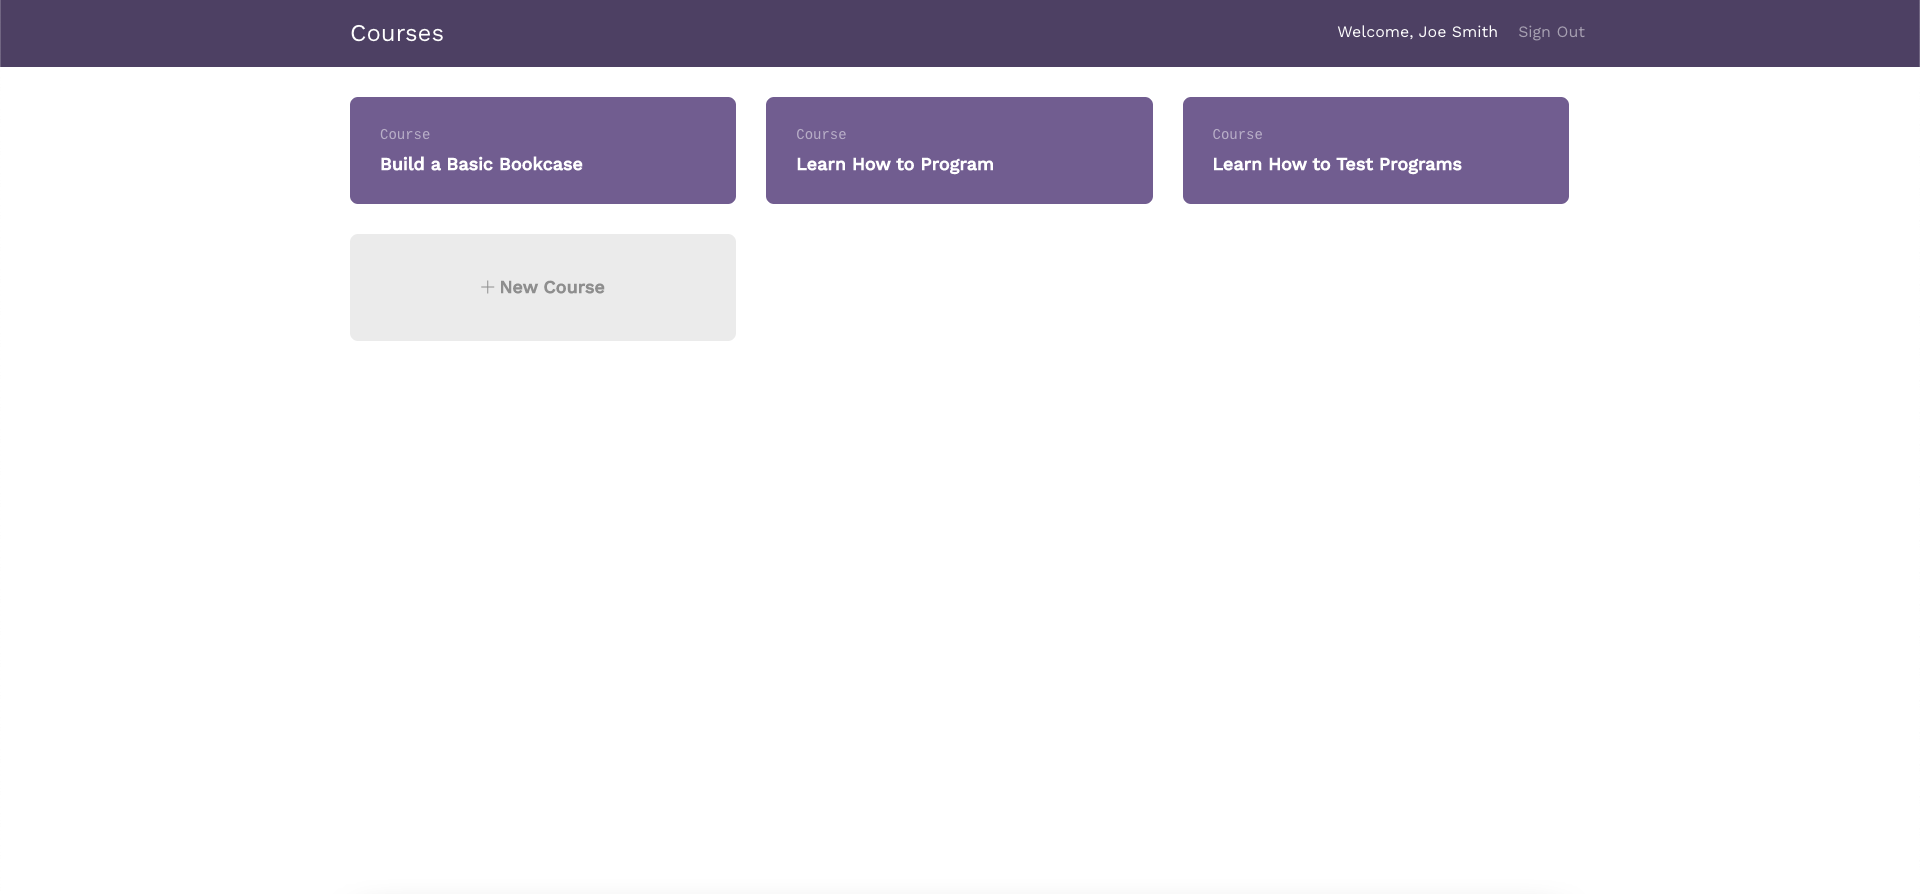 Courses
Welcome, Joe Smith
Sign Out
Course
Build a Basic Bookcase
Course
Learn How to Program
Course
Learn How to Test Programs
+ New Course